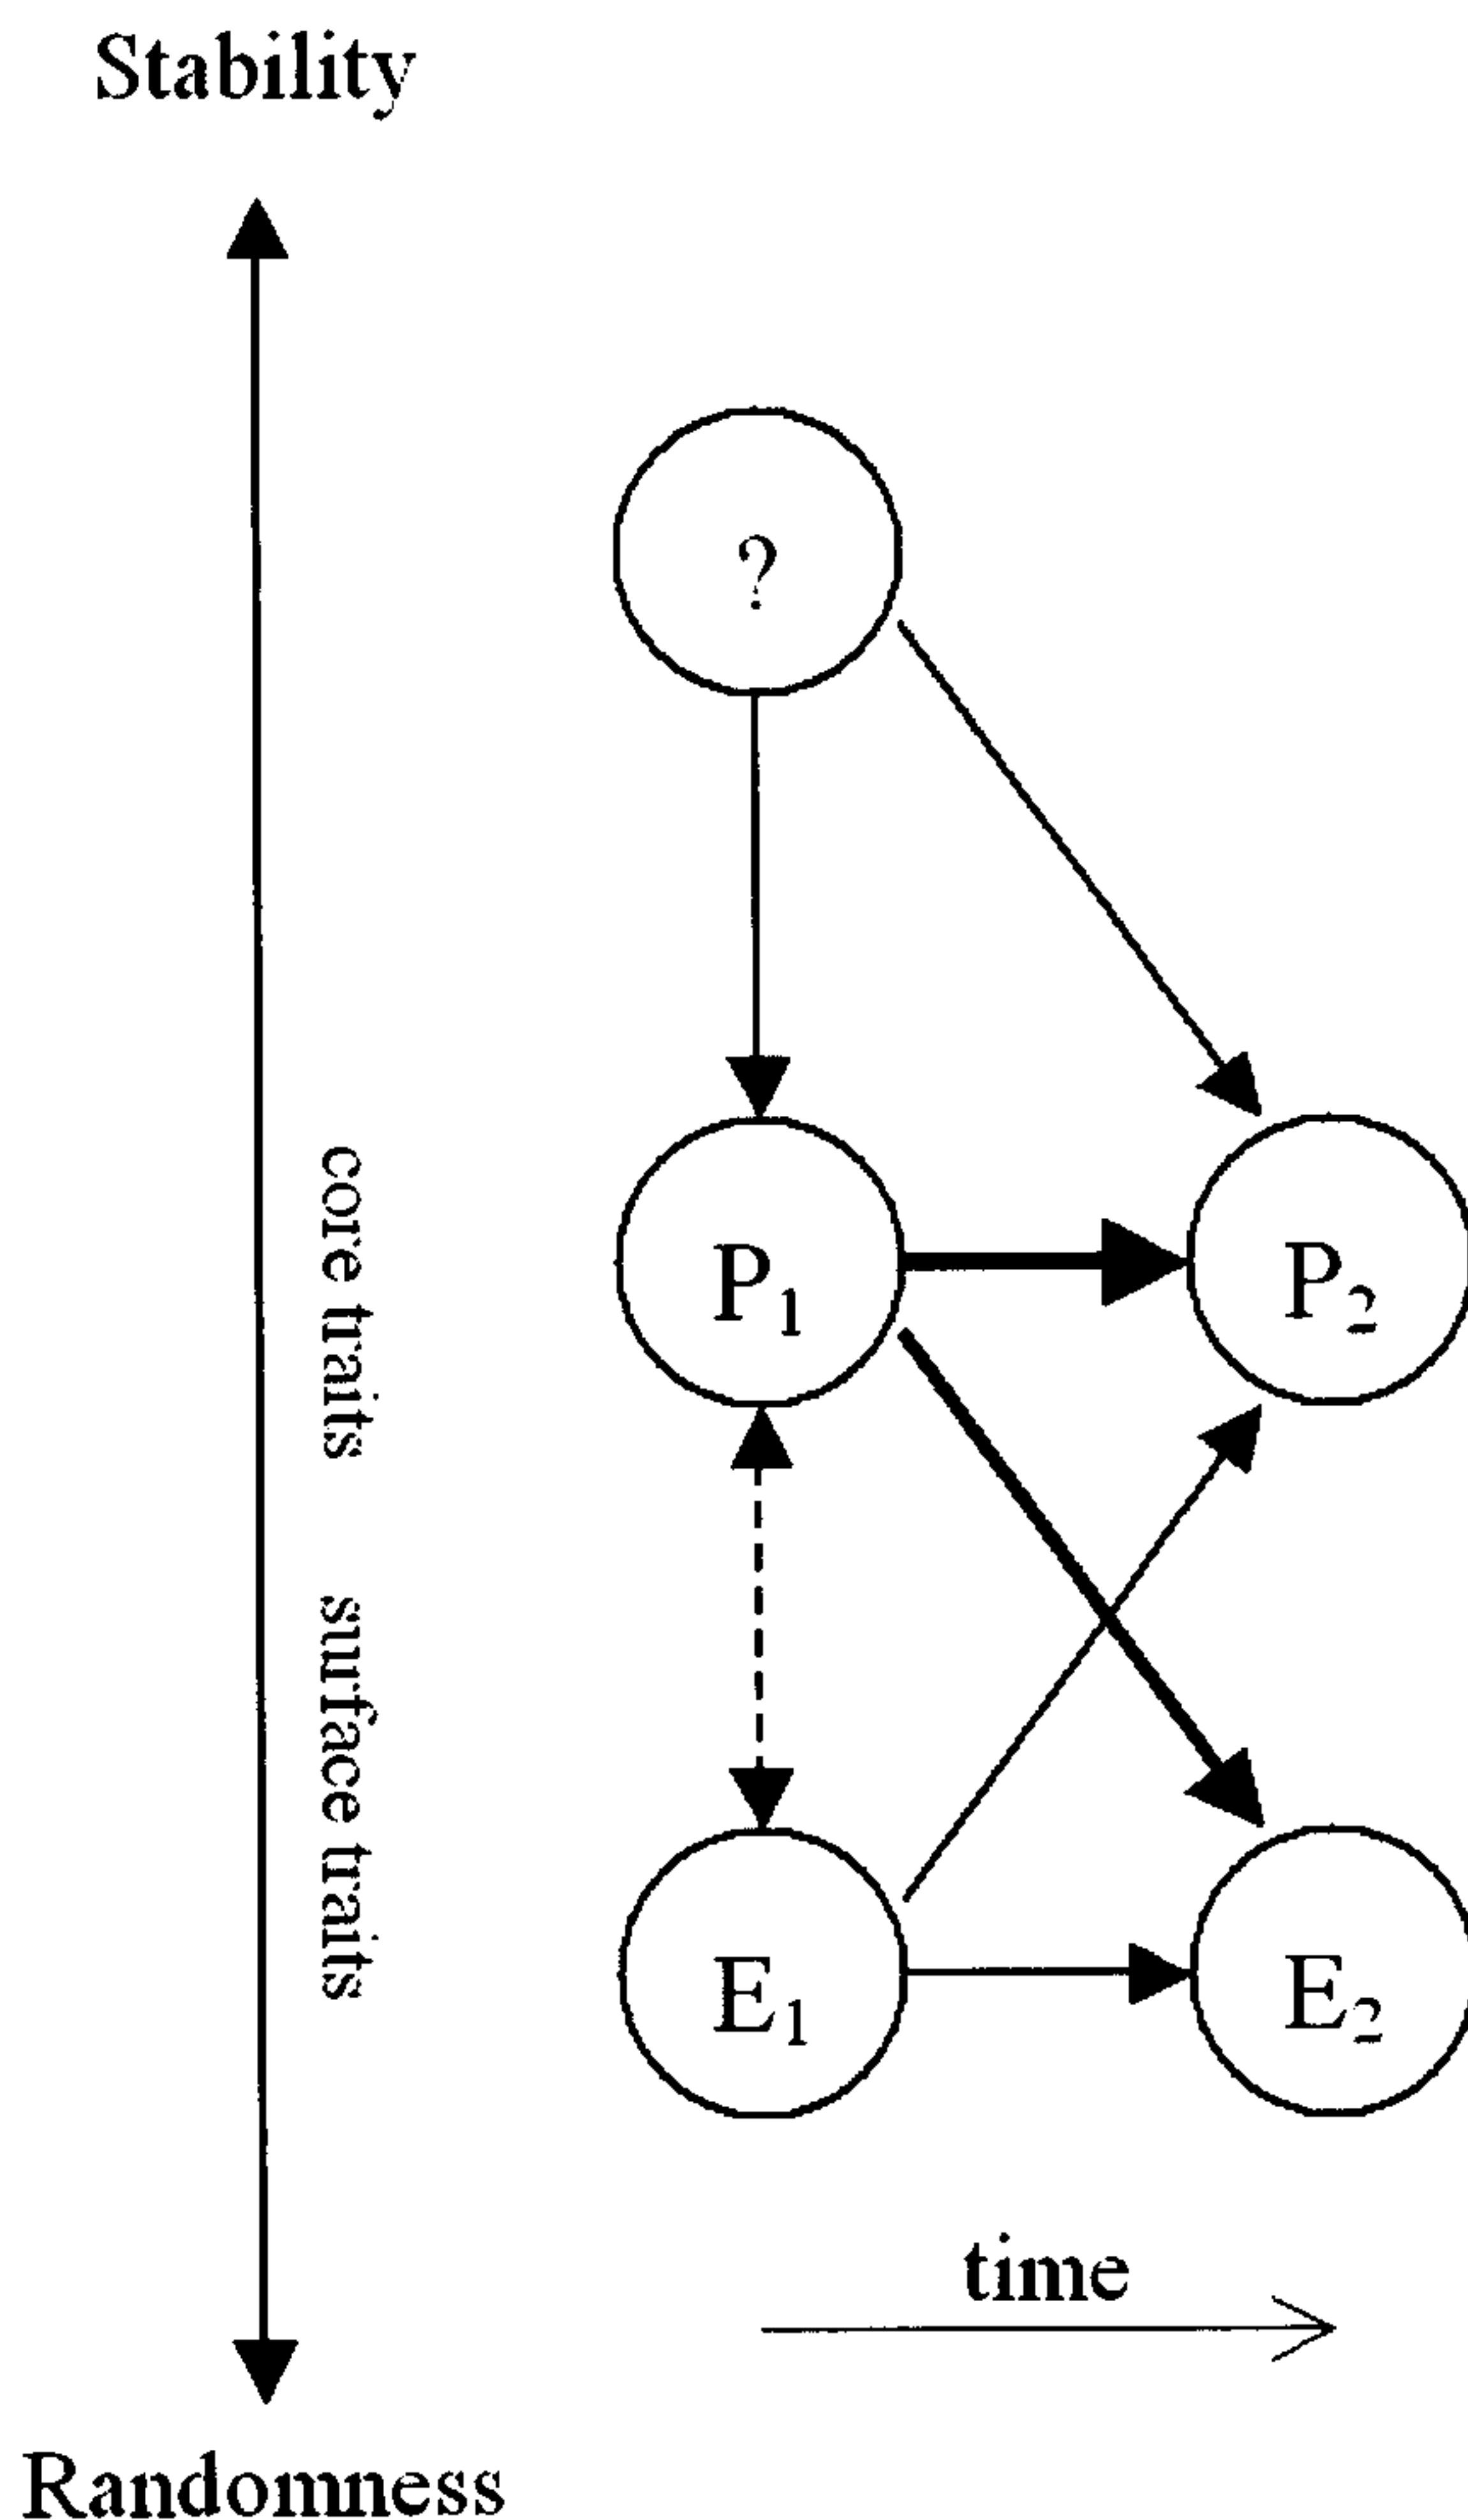 Stability
?
core traits
P1
P2
surface traits
E1
E2
time
Randomness